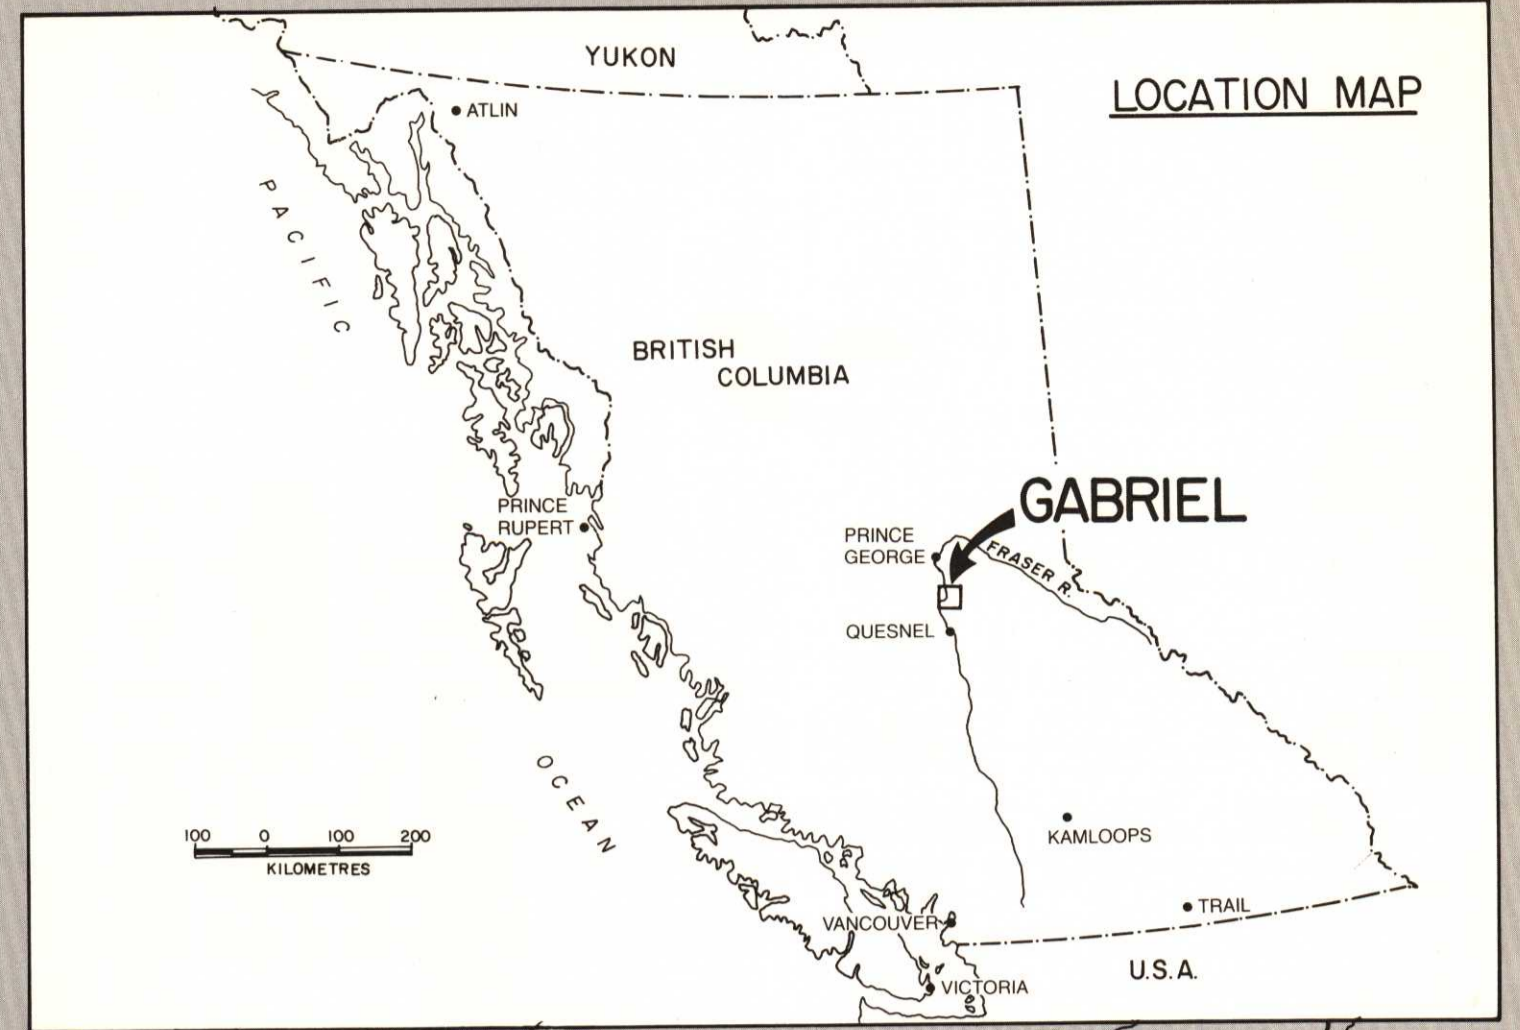 YUKON
LOCATION MAP
ATLIN
PACIFIC
BRITISH
COLUMBIA
GABRIEL
PRINCE
RUPERT
PRINCE
GEORGE
FRASER R.
QUESNEL
OCEAN
100 0 100 200
KILOMETRES
KAMLOOPS
TRAIL
VANCOUVER
U.S.A.
VICTORIA